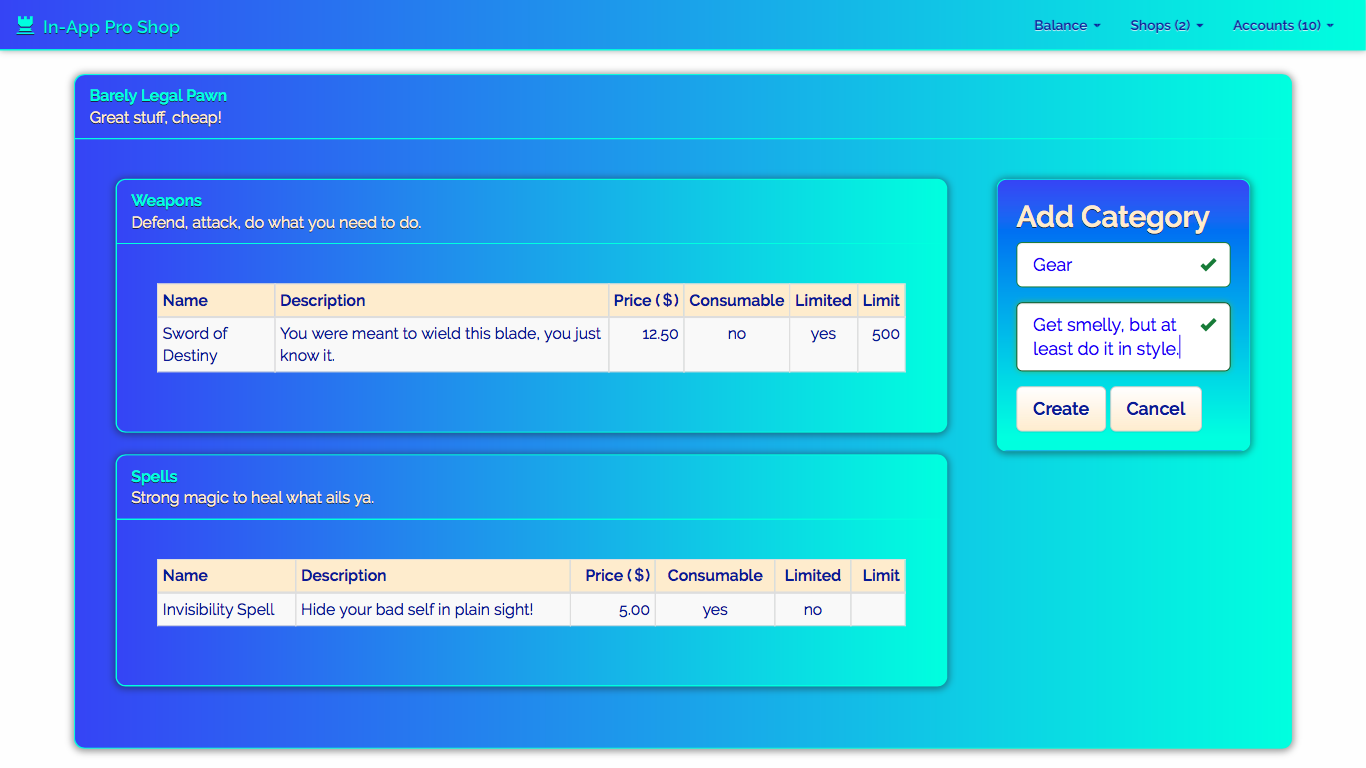 In-App Pro Shop
Balance
Shops (2)
Accounts (10)
Barely Legal Pawn
Great stuff, cheap!
Weapons
Defend, attack, do what you need to do.
Name Description Price ($) Consumable Limited Limit
Sword of Destiny You were meant to wield this blade, you just know it. 12.50 no yes 500
Spells
Strong magic to heal what ails ya.
Name Description Price ($) Consumable Limited Limit
Invisibility Spell Hide your bad self in plain sight! 5.00 yes no
Add Category
Gear
Get smelly, but at
least do it in style.
Create Cancel